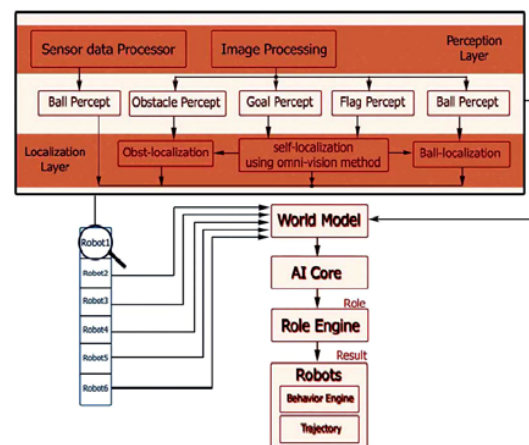 Sensor data Processor
Image Processing
Perception
Layer
Ball Percept
Obstacle Percept
Goal Percept
Flag Percept
Ball Percept
Localization
Layer
Obst-localization
self-localization
using omni-vision method
Ball-localization
Robot1
Robot2
Robot3
Robot4
Robot5
Robot6
World Model
AI Core
Role
Role Engine
Result
Robots
Behavior Engine
Trajectory